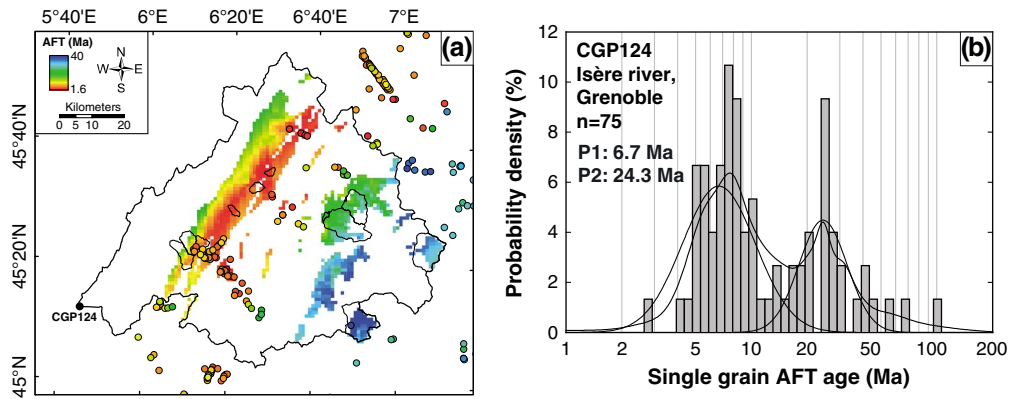 5°40'E 6°E 6°20'E 6°40'E 7°E
AFT (Ma)
40
1.6
N
W E
S
Kilometers
0 5 10 20
(a)
45°40'N
45°20'N
45°N
CGP124
Probability density (%)
12
10
8
6
4
2
0
CGP124
Isère river,
Grenoble
n=75
P1: 6.7 Ma
P2: 24.3 Ma
(b)
1 2 5 10 20 50 100 200
Single grain AFT age (Ma)